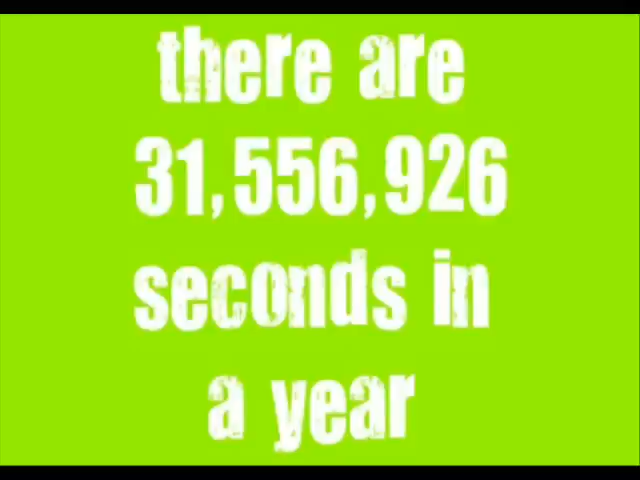 there are
31,556,926
seconds in
a year